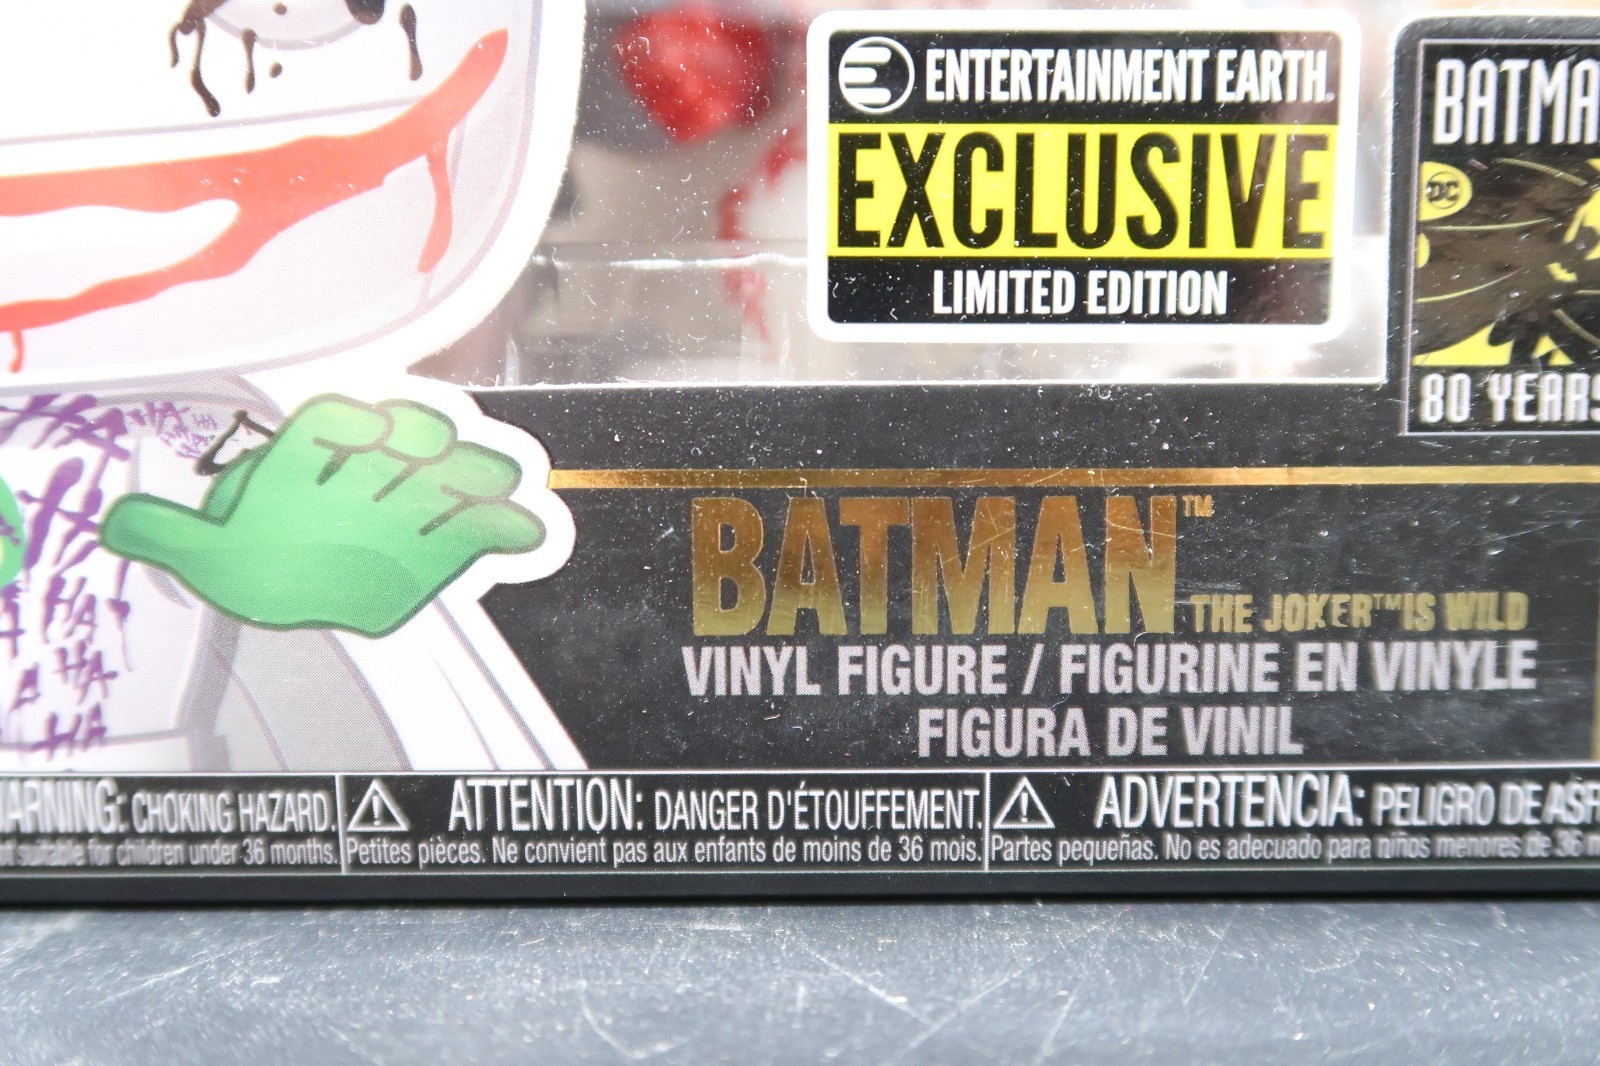 ENTERTAINMENT EARTH
EXCLUSIVE
LIMITED EDITION
BATMA
DC
80 YEARS
BATMAN™
THE JOKER™ IS WILD
VINYL FIGURE / FIGURINE EN VINYLE
FIGURA DE VINIL
HA HA
HA!
HA
HA
WARNING: CHOKING HAZARD.
suitable for children under 36 months.
ATTENTION: DANGER D'ÉTOUFFEMENT.
Petites pièces. Ne convient pas aux enfants de moins de 36 mois.
ADVERTENCIA: PELIGRO DE ASF
Partes pequeñas. No es adecuado para niños menores de 36 m